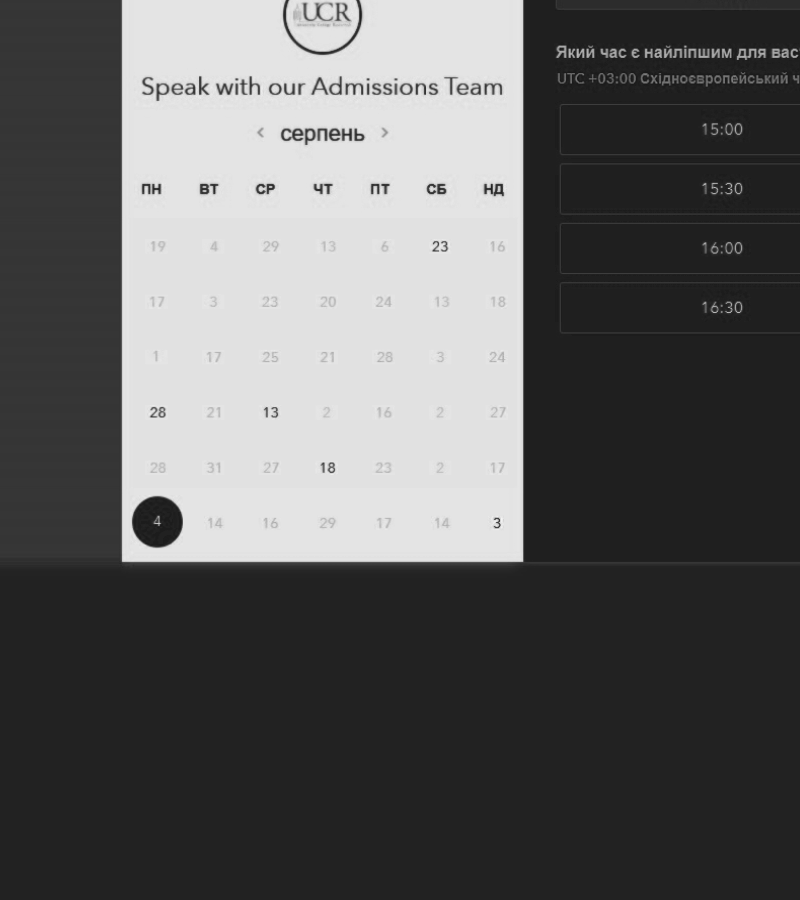 UCR
Speak with our Admissions Team
< серпень >
ПН ВТ СР ЧТ ПТ СБ НД
19 4 29 13 6 23 16
17 3 23 20 24 13 18
1 17 25 21 28 3 24
28 21 13 2 16 2 27
28 31 27 18 23 2 17
4 14 16 29 17 14 3
Який час є найліпшим для вас
UTC +03:00 Східноєвропейський ч
15:00
15:30
16:00
16:30